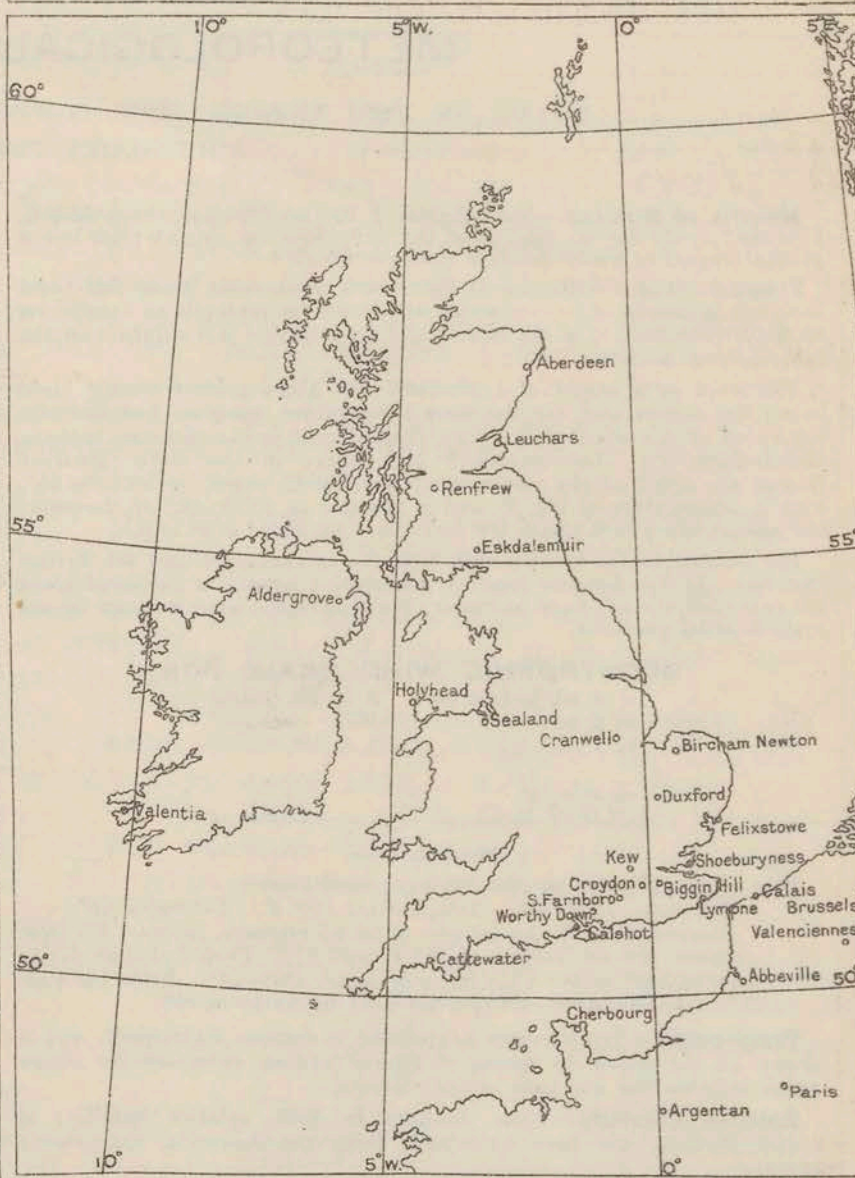 10°
5°W.
0°
5°E
60°
Aberdeen
Leuchars
Renfrew
55°
Eskdalemuir
55°
Aldergrove
Holyhead
Sealand
Cranwell
Bircham Newton
Duxford
Valentia
Felixstowe
Kew
Shoeburyness
Croydon
Biggin Hill
Calais
S.Farnboro
Lympne
Brussels
Worthy Down
Calshot
Valenciennes
Cattewater
50°
Abbeville
50
S
Cherbourg
Paris
Argentan
10°
5°W.
0°